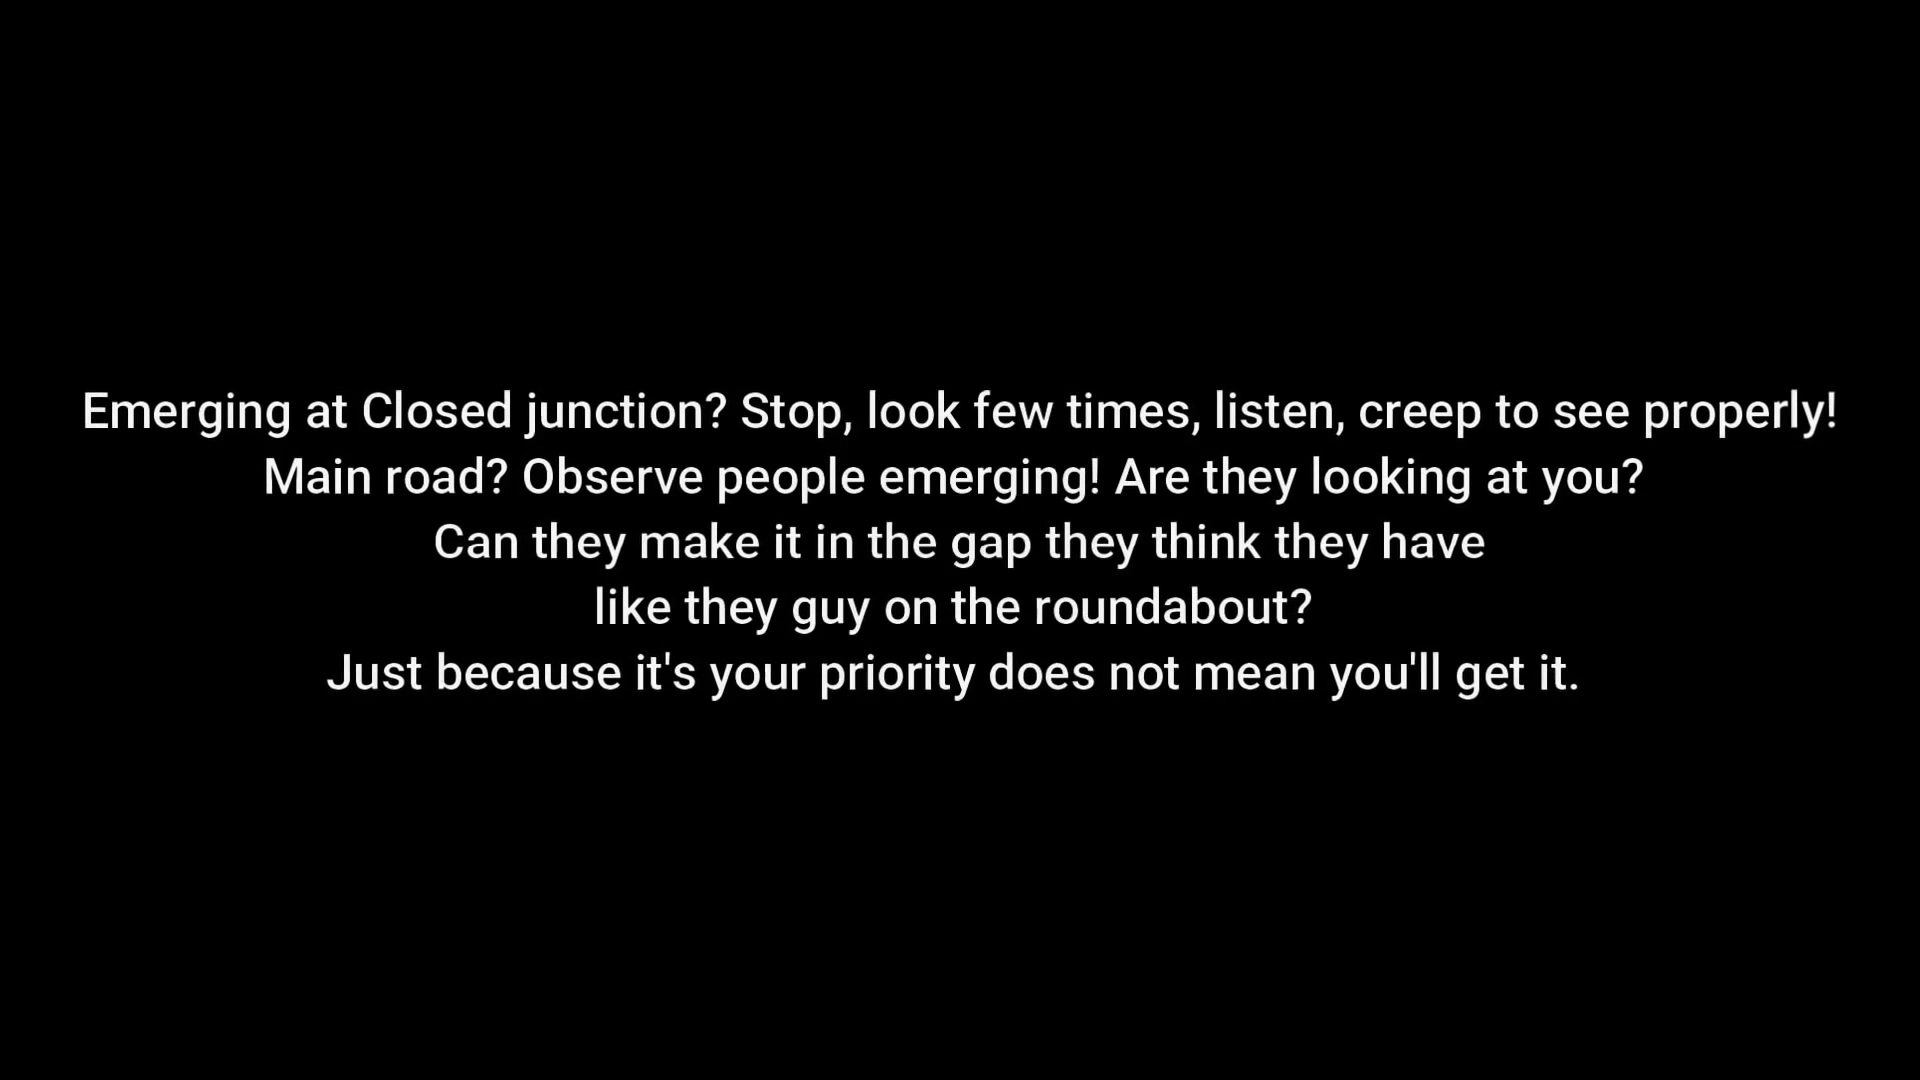 Emerging at Closed junction? Stop, look few times, listen, creep to see properly!
Main road? Observe people emerging! Are they looking at you?
Can they make it in the gap they think they have
like they guy on the roundabout?
Just because it's your priority does not mean you'll get it.